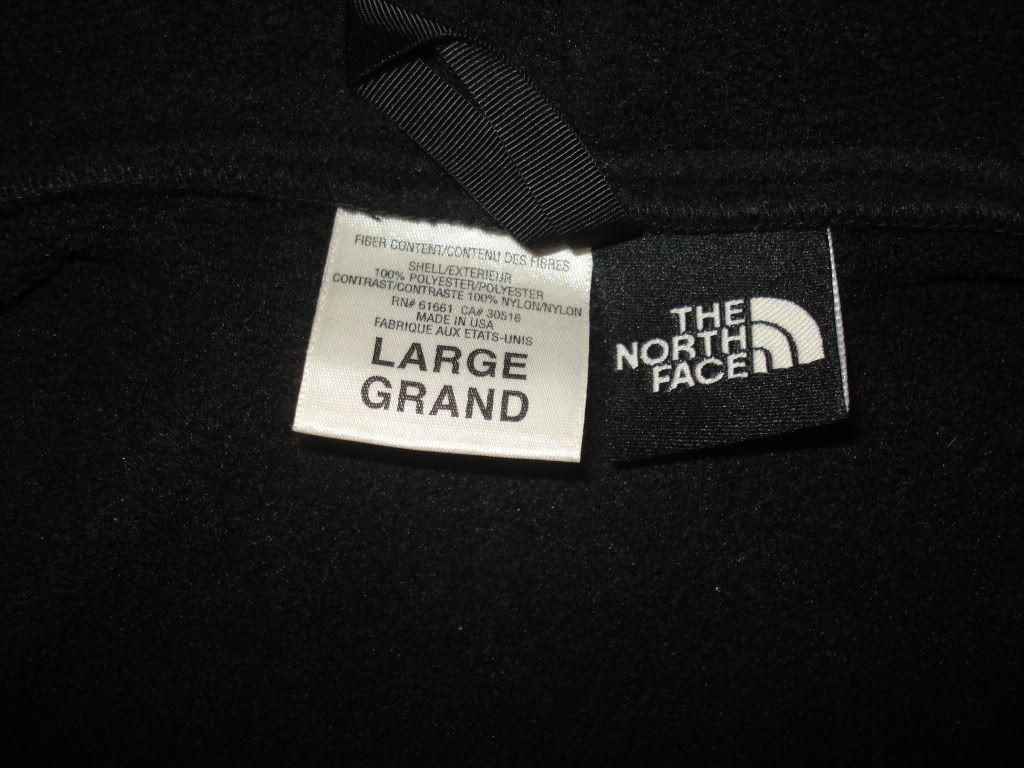 FIBER CONTENT/CONTENU DES FIBRES
SHELL/EXTERIEUR
100% POLYESTER/POLYESTER
CONTRAST/CONTRASTE 100% NYLON/NYLON
RN# 61661 CA# 30516
MADE IN USA
FABRIQUE AUX ETATS-UNIS
LARGE
GRAND
THE
NORTH
FACE